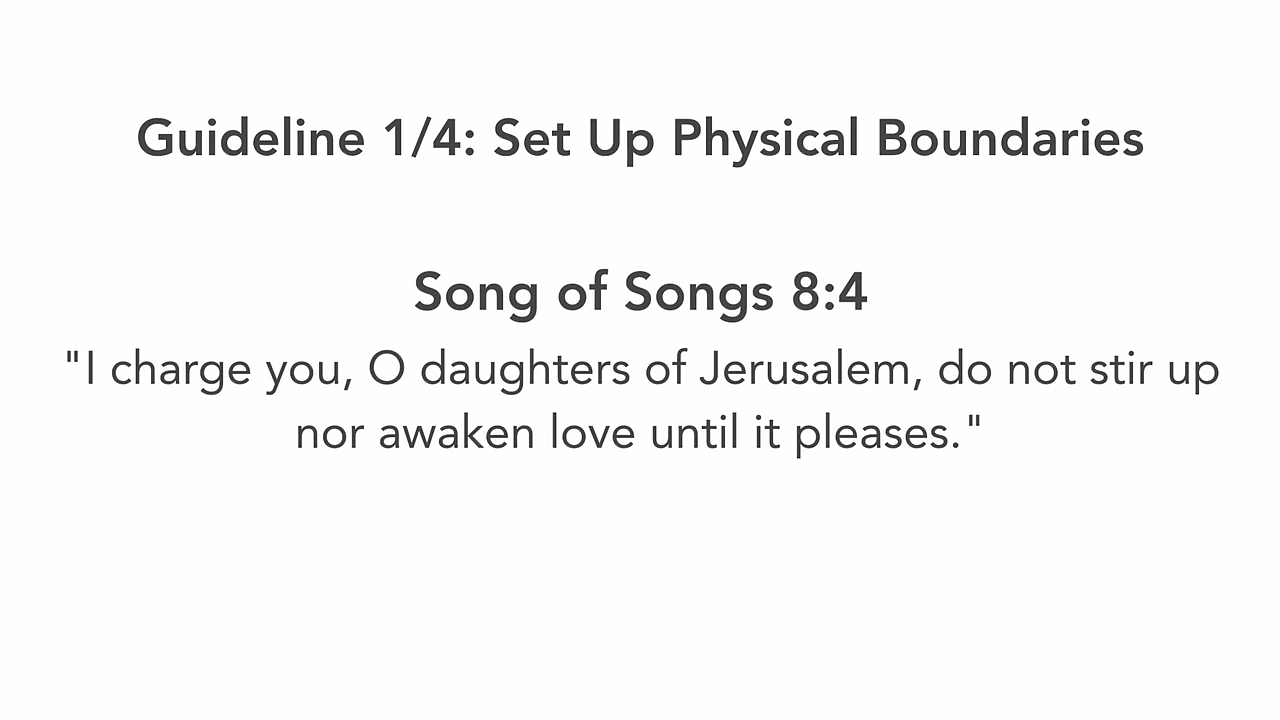 Guideline 1/4: Set Up Physical Boundaries
Song of Songs 8:4
"I charge you, O daughters of Jerusalem, do not stir up
nor awaken love until it pleases."